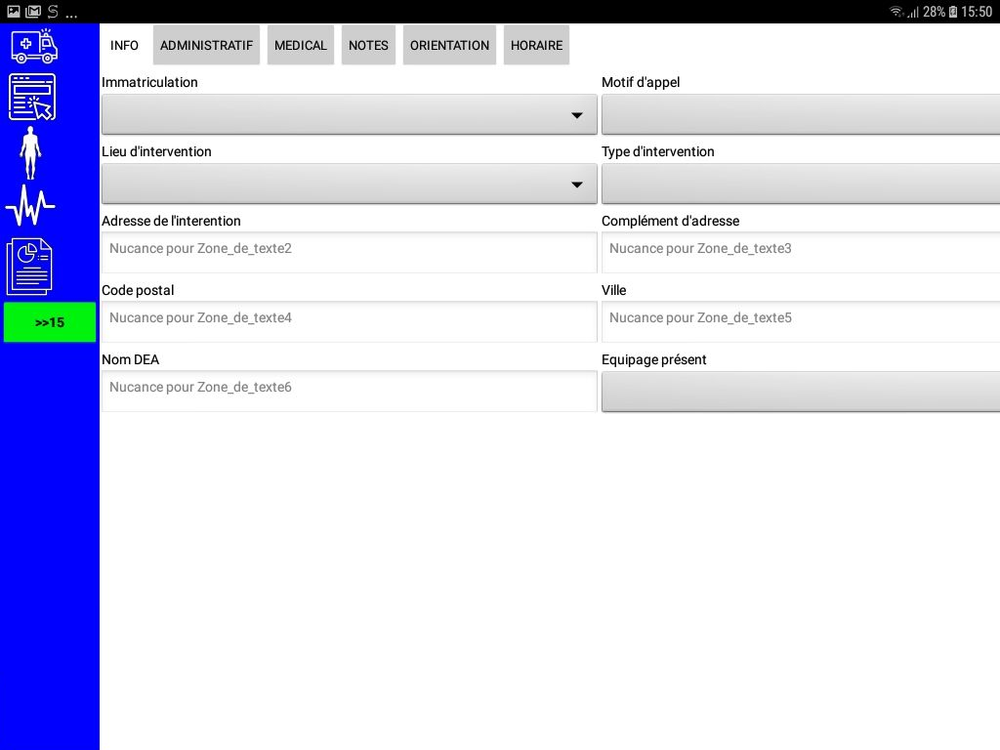 ... 28% 15:50
INFO ADMINISTRATIF MEDICAL NOTES ORIENTATION HORAIRE
Immatriculation Motif d'appel
Lieu d'intervention Type d'intervention
Adresse de l'interention Complément d'adresse
Nucance pour Zone_de_texte2 Nucance pour Zone_de_texte3
Code postal Ville
Nucance pour Zone_de_texte4 Nucance pour Zone_de_texte5
>>15
Nom DEA Equipage présent
Nucance pour Zone_de_texte6